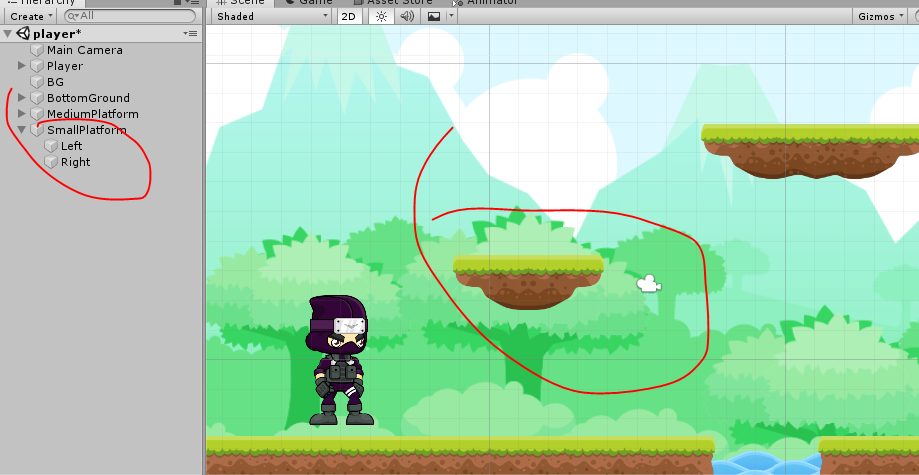 Hierarchy
Scene
Game
Asset Store
Animator
Create
All
Shaded
2D
Gizmos
player*
Main Camera
Player
BG
BottomGround
MediumPlatform
SmallPlatform
Left
Right